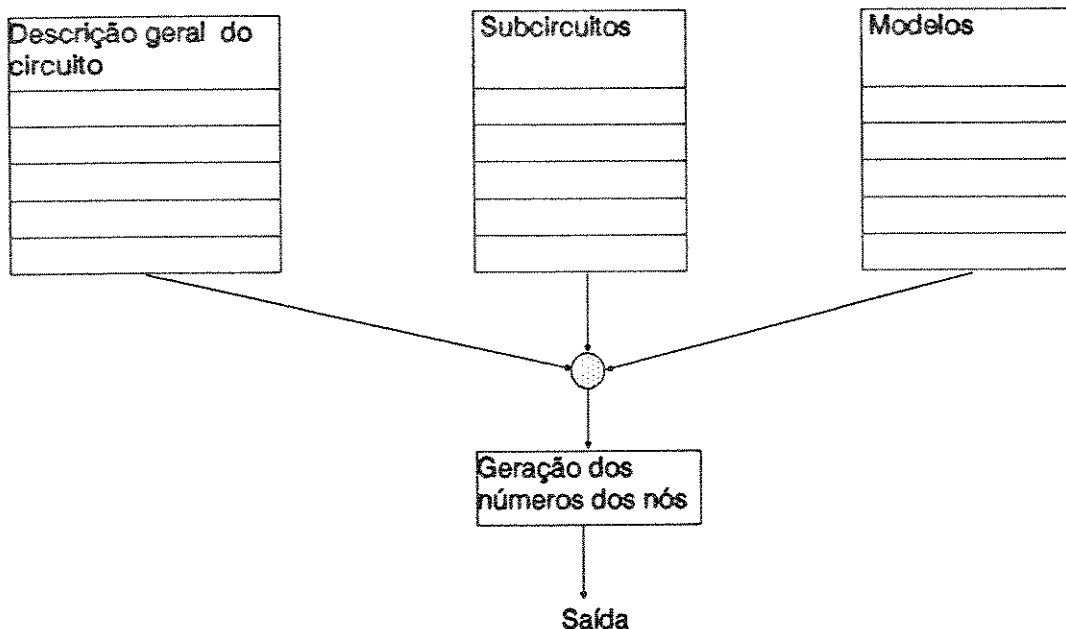 Descrição geral do
circuito
Subcircuitos
Modelos
Geração dos
números dos nós
Saída